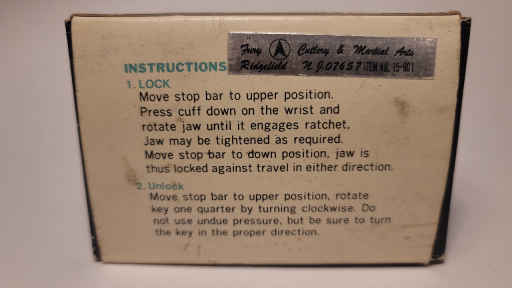 Fury Cutlery & Martial Arts
Ridgefield N.J. 07657 ITEM NO. 15-901
INSTRUCTIONS
1. LOCK
Move stop bar to upper position.
Press cuff down on the wrist and
rotate jaw until it engages ratchet.
Jaw may be tightened as required.
Move stop bar to down position, jaw is
thus locked against travel in either direction.
2. Unlock
Move stop bar to upper position, rotate
key one quarter by turning clockwise. Do
not use undue pressure, but be sure to turn
the key in the proper direction.